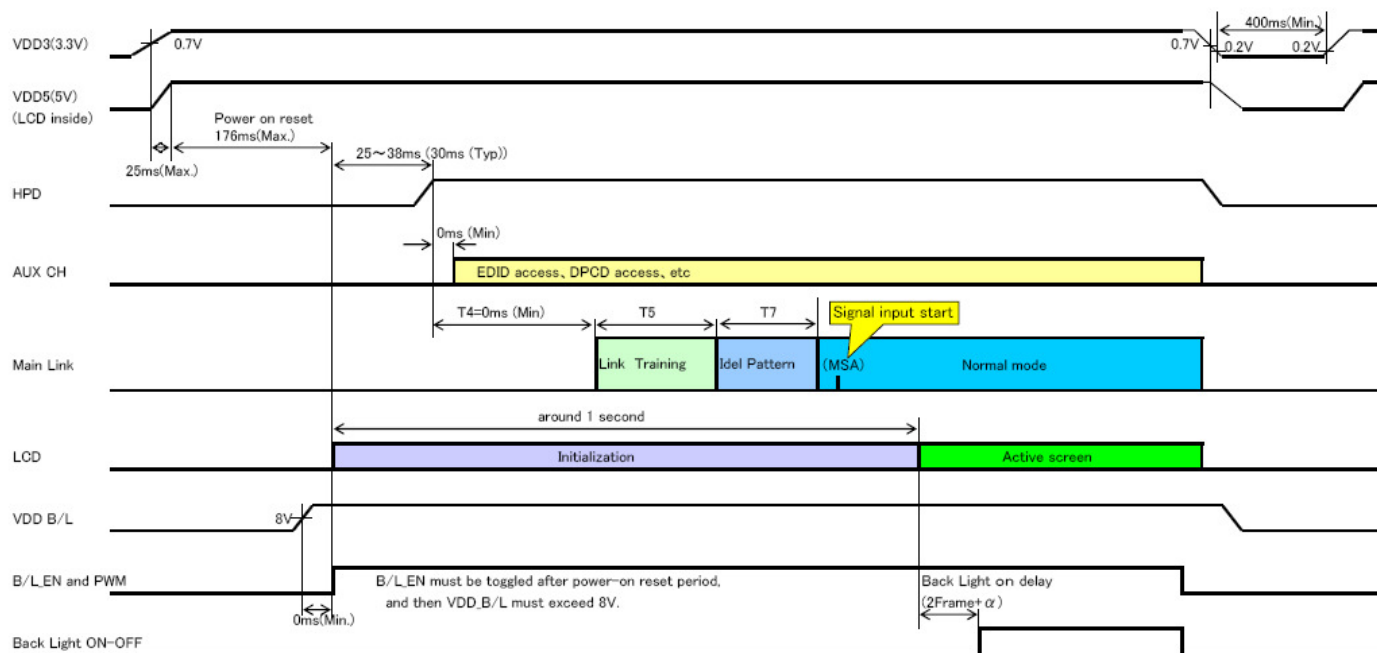 400ms(Min.)
VDD3(3.3V)
0.7V
0.7V
0.2V
0.2V
VDD5(5V)
(LCD inside)
Power on reset
176ms(Max.)
25ms(Max.)
25～38ms (30ms (Typ))
HPD
0ms (Min)
AUX CH
EDID access、DPCD access、etc
T4=0ms (Min)
T5
T7
Signal input start
Main Link
Link Training
Idel Pattern
(MSA)
Normal mode
around 1 second
LCD
Initialization
Active screen
VDD B/L
8V
B/L_EN and PWM
B/L_EN must be toggled after power-on reset period,
and then VDD_B/L must exceed 8V.
Back Light on delay
(2Frame+α)
0ms(Min.)
Back Light ON-OFF